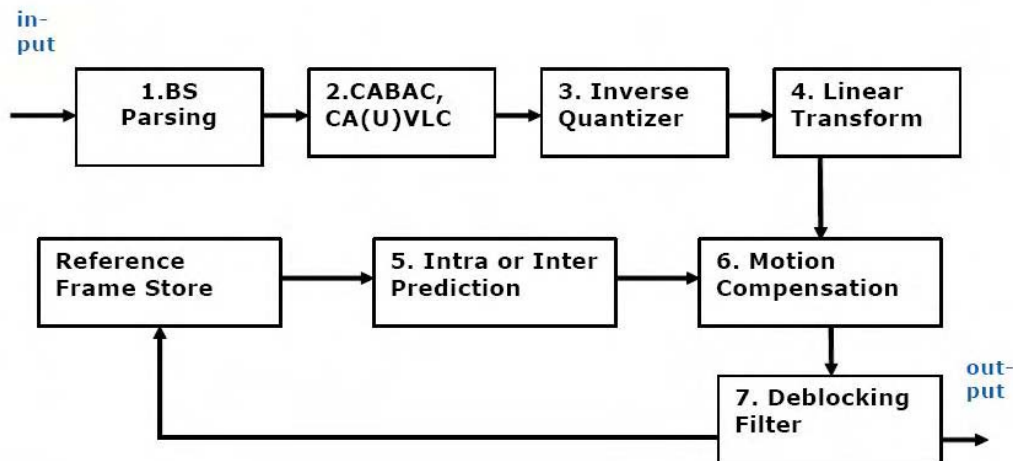 in-
put
1.BS
Parsing
2.CABAC,
CA(U)VLC
3. Inverse
Quantizer
4. Linear
Transform
Reference
Frame Store
5. Intra or Inter
Prediction
6. Motion
Compensation
7. Deblocking
Filter
out-
put